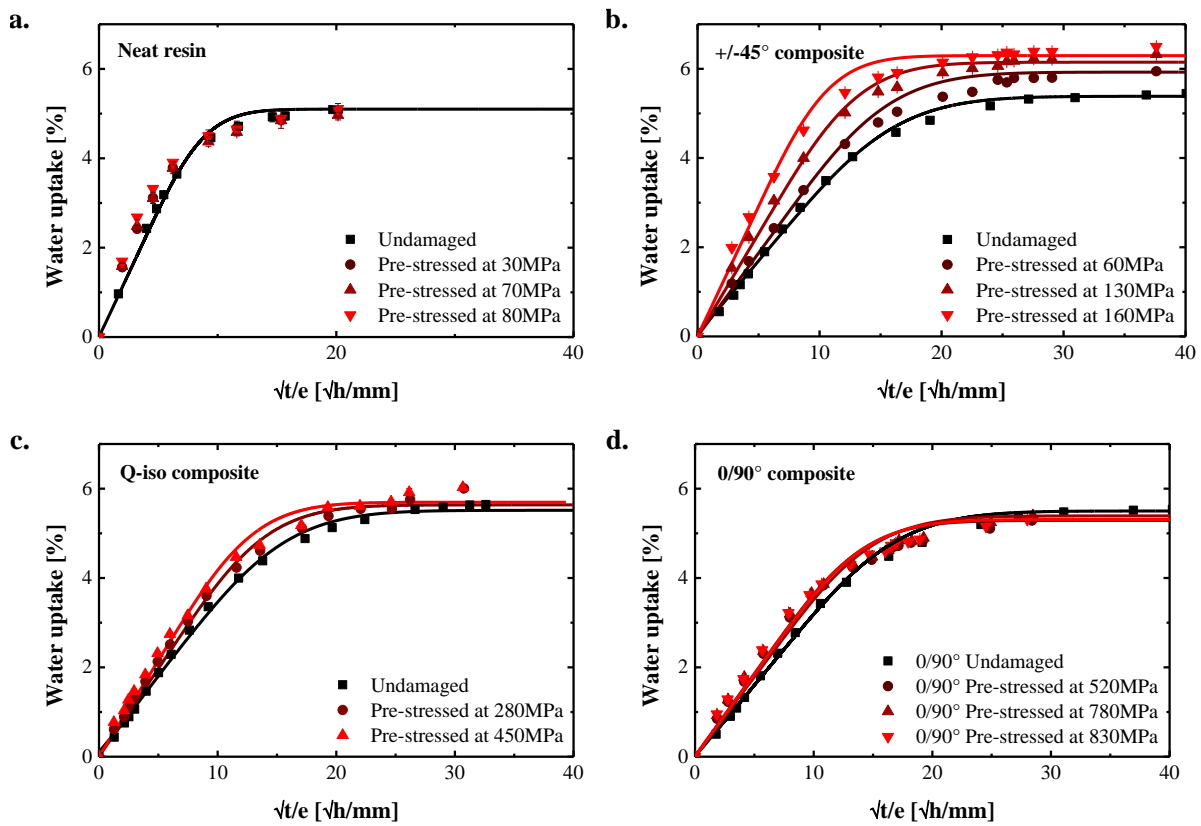 a.
Neat resin
Water uptake [%]
6
4
2
0
Undamaged
Pre-stressed at 30MPa
Pre-stressed at 70MPa
Pre-stressed at 80MPa
0
20
40
√t/e [√h/mm]
b.
+/-45° composite
Water uptake [%]
6
4
2
0
Undamaged
Pre-stressed at 60MPa
Pre-stressed at 130MPa
Pre-stressed at 160MPa
0
10
20
30
40
√t/e [√h/mm]
c.
Q-iso composite
Water uptake [%]
6
4
2
0
Undamaged
Pre-stressed at 280MPa
Pre-stressed at 450MPa
0
10
20
30
40
√t/e [√h/mm]
d.
0/90° composite
Water uptake [%]
6
4
2
0
0/90° Undamaged
0/90° Pre-stressed at 520MPa
0/90° Pre-stressed at 780MPa
0/90° Pre-stressed at 830MPa
0
10
20
30
40
√t/e [√h/mm]